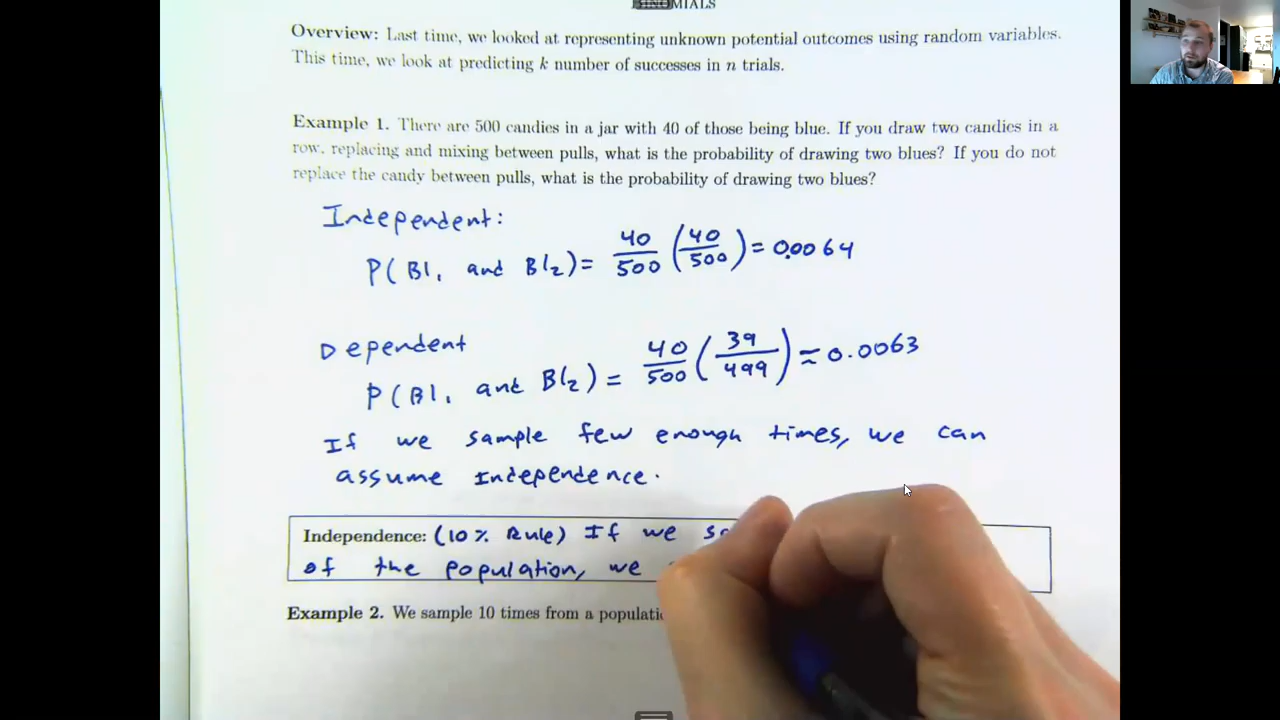 BINOMIALS
Overview: Last time, we looked at representing unknown potential outcomes using random variables.
This time, we look at predicting k number of successes in n trials.
Example 1. There are 500 candies in a jar with 40 of those being blue. If you draw two candies in a
row, replacing and mixing between pulls, what is the probability of drawing two blues? If you do not
replace the candy between pulls, what is the probability of drawing two blues?
Independent:
P(Bl₁ and Bl₂) = 40/500 (40/500) = 0.0064
Dependent
P(Bl₁ and Bl₂) = 40/500 (39/499) ≈ 0.0063
If we sample few enough times, we can
assume independence.
Independence: (10% Rule) If we
of the population, we
Example 2. We sample 10 times from a